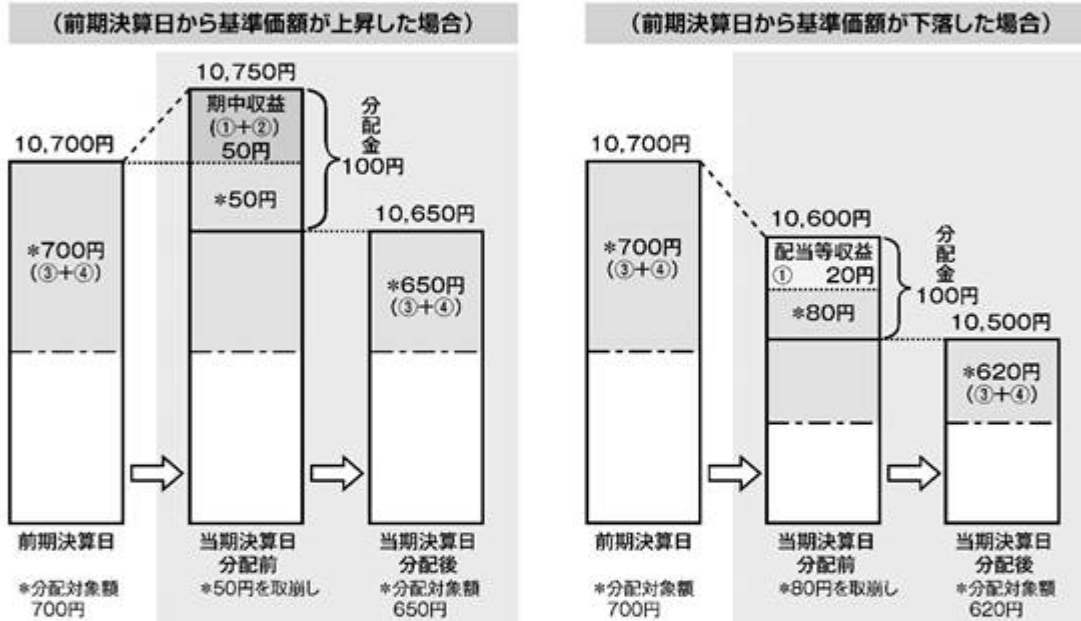 (前期決算日から基準価額が上昇した場合)
10,750円
期中収益
(①+②)
50円
*50円
分配金
100円
10,700円
*700円
(③+④)
10,650円
*650円
(③+④)
前期決算日
当期決算日
分配前
当期決算日
分配後
*分配対象額
700円
*50円を取崩し
*分配対象額
650円
(前期決算日から基準価額が下落した場合)
10,700円
*700円
(③+④)
10,600円
配当等収益
① 20円
*80円
分配金
100円
10,500円
*620円
(③+④)
前期決算日
当期決算日
分配前
当期決算日
分配後
*分配対象額
700円
*80円を取崩し
*分配対象額
620円